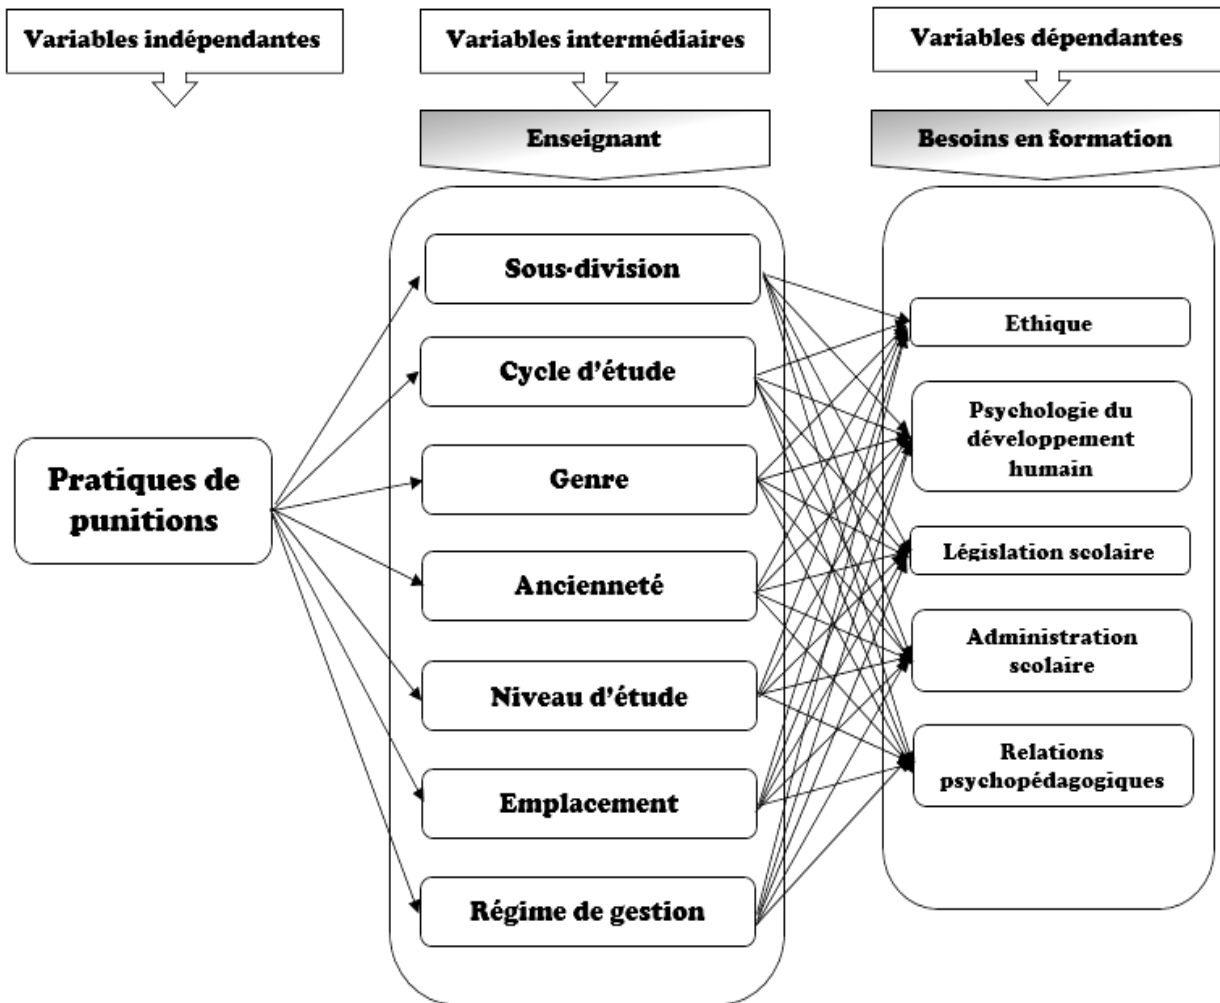 Variables indépendantes
Variables intermédiaires
Variables dépendantes
Enseignant
Besoins en formation
Pratiques de
punitions
Sous-division
Cycle d'étude
Genre
Ancienneté
Niveau d'étude
Emplacement
Régime de gestion
Ethique
Psychologie du
développement
humain
Législation scolaire
Administration
scolaire
Relations
psychopédagogiques